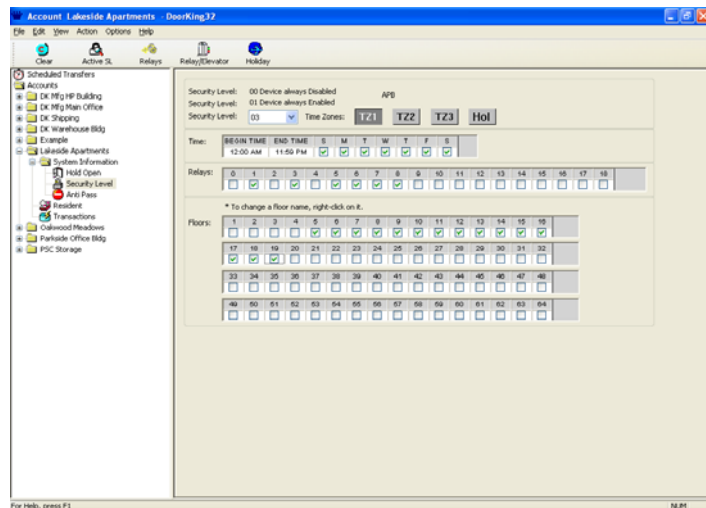 Account Lakeside Apartments - DoorKing32
File Edit View Action Options Help
Clear Active SL Relays Relay/Elevator Holiday
Scheduled Transfers
Accounts
DK Mfg HP Building
DK Mfg Main Office
DK Shipping
DK Warehouse Bldg
Example
Lakeside Apartments
System Information
Hold Open
Security Level
Anti Pass
Resident
Transactions
Oakwood Meadows
Parkside Office Bldg
PSC Storage
Security Level: 00 Device always Disabled APB
Security Level: 01 Device always Enabled
Security Level: 03 Time Zones: TZ1 TZ2 TZ3 Hol
Time: BEGIN TIME END TIME S M T W T F S
12:00 AM 11:59 PM
Relays: 0 1 2 3 4 5 6 7 8 9 10 11 12 13 14 15 16 17 18
* To change a floor name, right-click on it.
Floors: 1 2 3 4 5 6 7 8 9 10 11 12 13 14 15 16
17 18 19 20 21 22 23 24 25 26 27 28 29 30 31 32
33 34 35 36 37 38 39 40 41 42 43 44 45 46 47 48
49 50 51 52 53 54 55 56 57 58 59 60 61 62 63 64
For Help, press F1 NUM